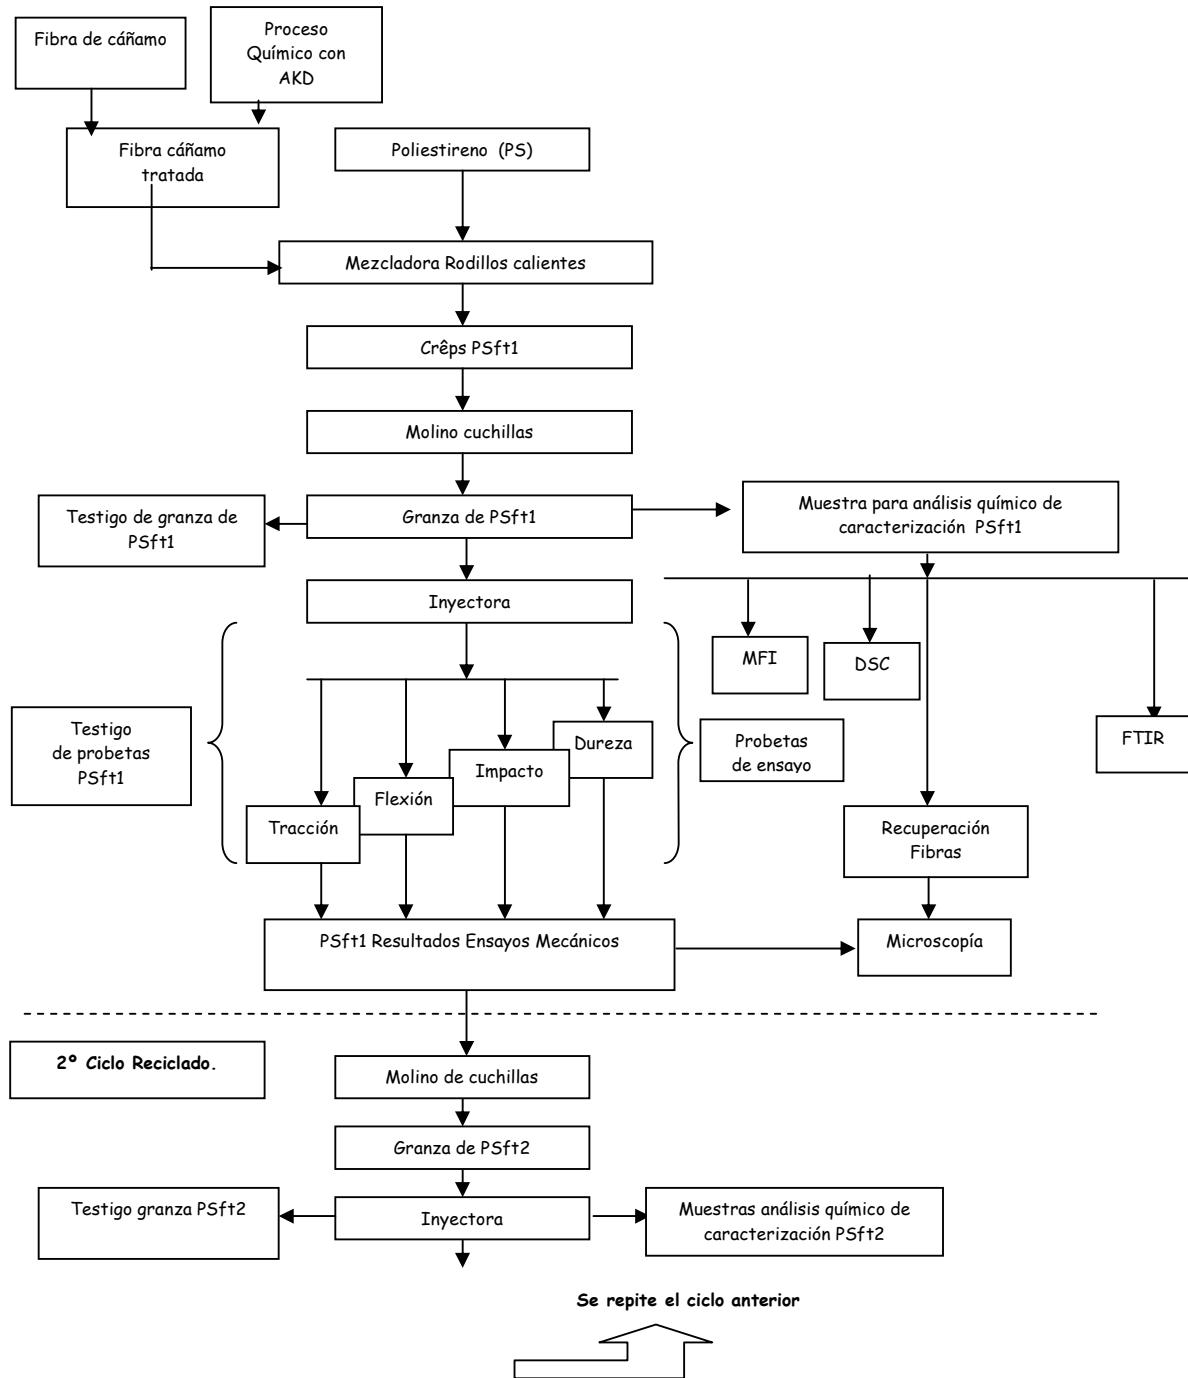 Fibra de cáñamo
Proceso
Químico con
AKD
Fibra cáñamo
tratada
Poliestireno (PS)
Mezcladora Rodillos calientes
Crêps PSft1
Molino cuchillas
Testigo de granza de
PSft1
Granza de PSft1
Muestra para análisis químico de
caracterización PSft1
Inyectora
MFI
DSC
FTIR
Testigo
de probetas
PSft1
Dureza
Impacto
Flexión
Tracción
Probetas
de ensayo
Recuperación
Fibras
PSft1 Resultados Ensayos Mecánicos
Microscopía
2º Ciclo Reciclado.
Molino de cuchillas
Granza de PSft2
Testigo granza PSft2
Inyectora
Muestras análisis químico de
caracterización PSft2
Se repite el ciclo anterior